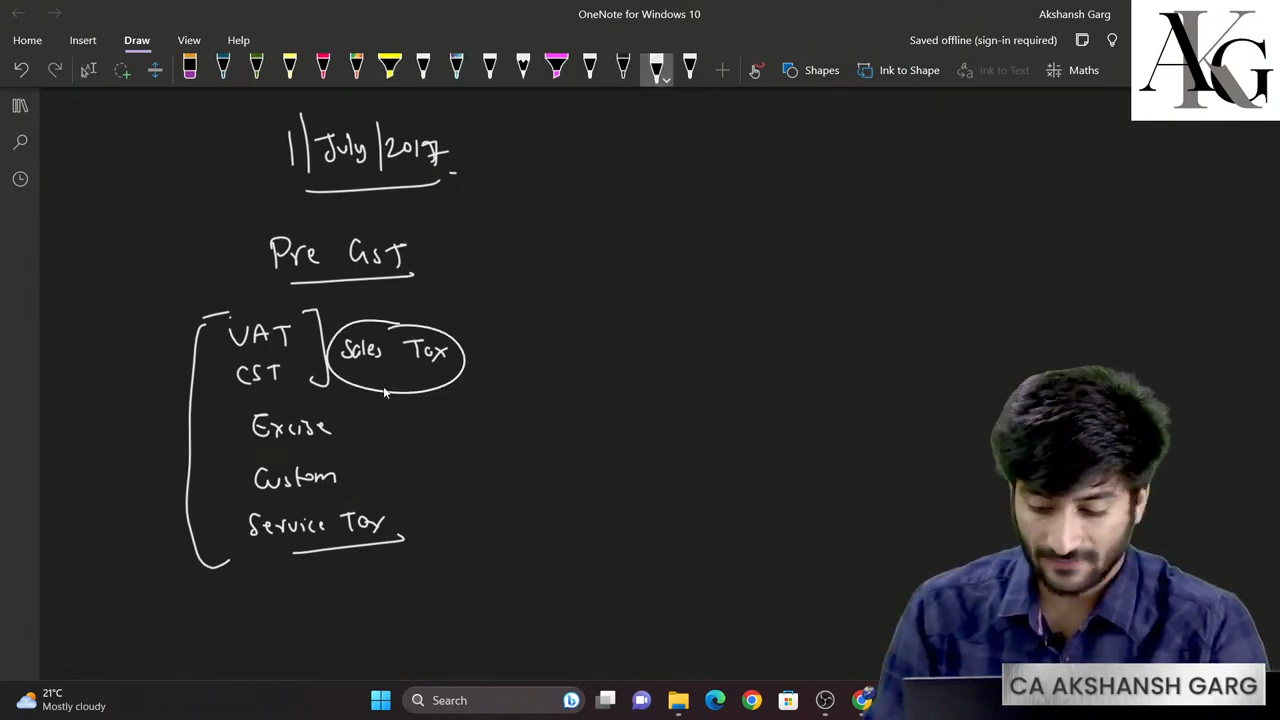 OneNote for Windows 10
Akshansh Garg
Home Insert Draw View Help
Saved offline (sign-in required)
Shapes Ink to Shape Ink to Text Maths
AKG
1/July/2017
Pre GST
VAT
CST
Sales Tax
Excise
Custom
Service Tax
CA AKSHANSH GARG
21°C
Mostly cloudy
Search